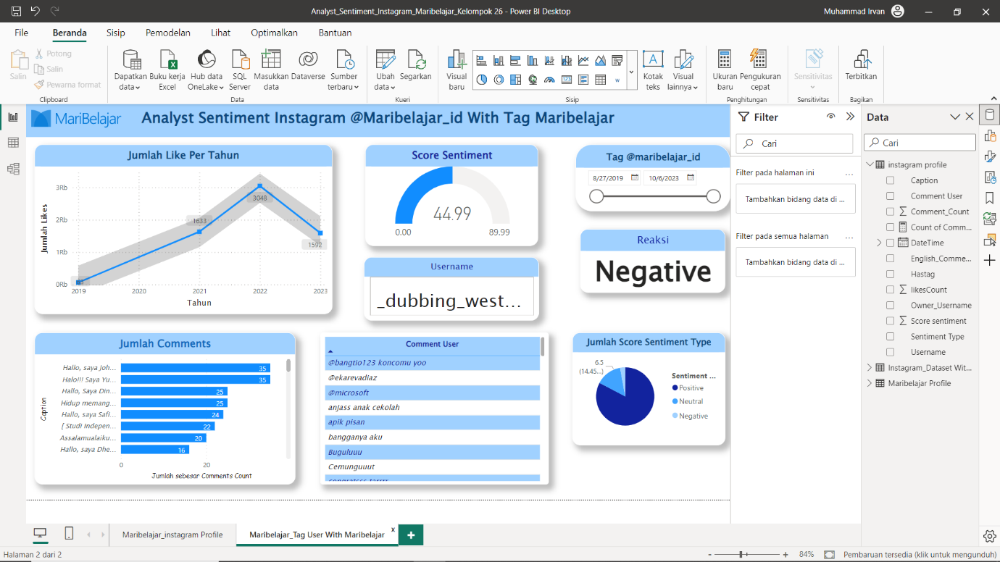 Analyst_Sentiment_Instagram_Maribelajar_Kelompok 26 - Power BI Desktop
Muhammad Irvan
File
Beranda
Sisip
Pemodelan
Lihat
Optimalkan
Bantuan
Salin
Potong
Salin
Pewarna format
Clipboard
Dapatkan data
Buku kerja Excel
Hub data OneLake
SQL Server
Masukkan data
Dataverse
Sumber terbaru
Data
Ubah data
Segarkan
Kueri
Visual baru
Kotak teks
Visual lainnya
Sisip
Ukuran baru
Pengukuran cepat
Penghitungan
Sensitivitas
Sensitivitas
Terbitkan
Bagikan
MariBelajar
Analyst Sentiment Instagram @Maribelajar_id With Tag Maribelajar
Jumlah Like Per Tahun
Jumlah Likes
3Rb
2Rb
1Rb
0Rb
1633
3048
1592
2019
2020
2021
2022
2023
Tahun
Score Sentiment
44.99
0.00
89.99
Username
_dubbing_west...
Tag @maribelajar_id
8/27/2019
10/6/2023
Reaksi
Negative
Jumlah Comments
Caption
Hallo, saya Joh... 35
Halo!!! Saya Yu... 35
Hallo, Saya Din... 25
Hidup memang... 25
Hallo, saya Safi... 24
[ Studi Indepen... 22
Assalamualaiku... 20
Hallo, saya Dhe... 16
0
20
Jumlah sebesar Comments Count
Comment User
@bangtio123 koncomu yoo
@ekarevadiaz
@microsoft
anjass anak cekolah
apik pisan
bangganya aku
Buguluuu
Cemunguuut
congratsss tarrrr
Jumlah Score Sentiment Type
6.5
(14.45...)
Sentiment ...
Positive
Neutral
Negative
Filter
Cari
Filter pada halaman ini
...
Tambahkan bidang data di ...
Filter pada semua halaman
...
Tambahkan bidang data di ...
Data
Cari
instagram profile
Caption
Comment User
Comment_Count
Count of Comm...
DateTime
English_Comme...
Hastag
likesCount
Owner_Username
Score sentiment
Sentiment Type
Username
Instagram_Dataset Wit...
Maribelajar Profile
Maribelajar_instagram Profile
Maribelajar_Tag User With Maribelajar
x
Halaman 2 dari 2
84%
Pembaruan tersedia (klik untuk mengunduh)